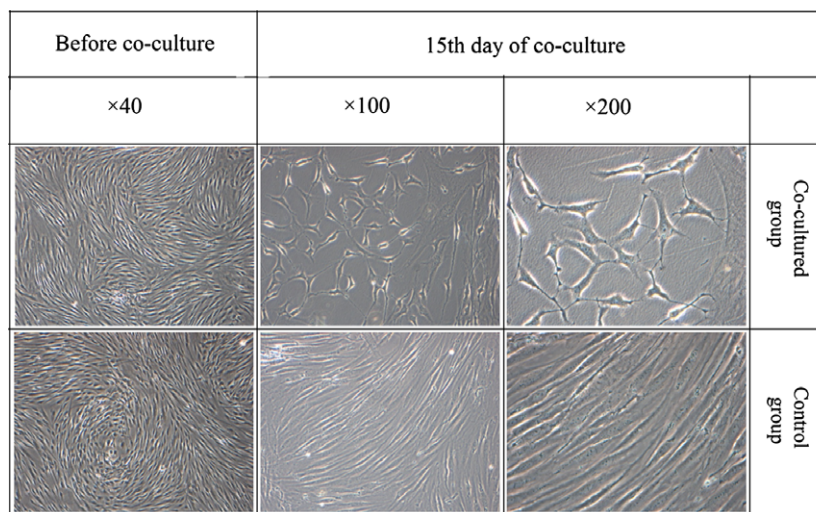 Before co-culture
15th day of co-culture
×40
×100
×200
Co-cultured
group
Control
group